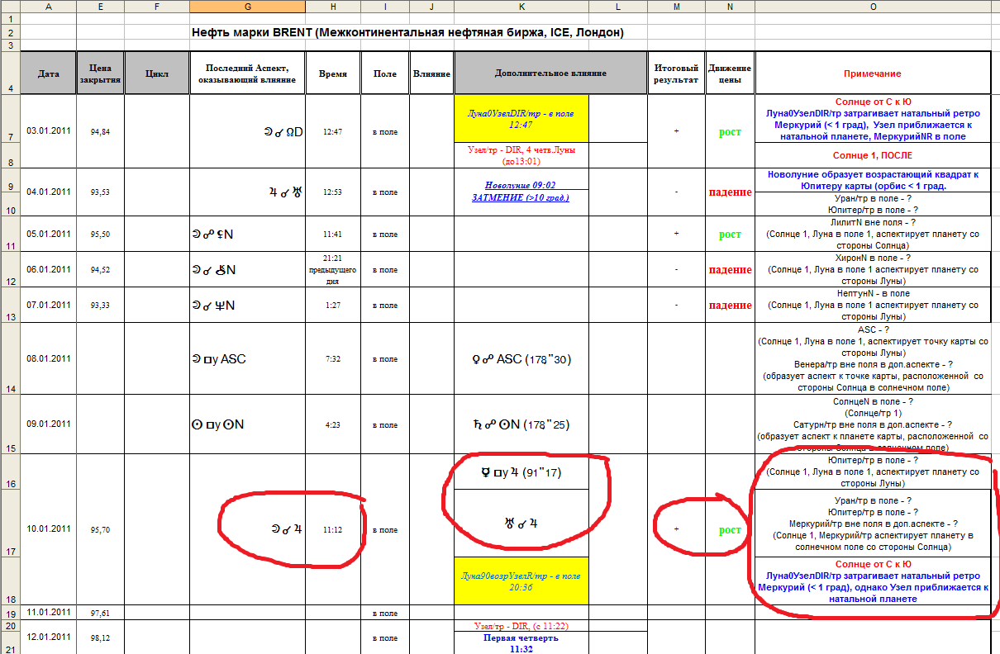 A E F G H I J K L M N O
1
2 Нефть марки BRENT (Межконтинентальная нефтяная биржа, ICE, Лондон)
3
4 Дата Цена закрытия Цикл Последний Аспект, оказывающий влияние Время Поле Влияние Дополнительное влияние Итоговый результат Движение цены Примечание
7
8
03.01.2011 94,84 ☽ ☌ ☊D 12:47 в поле
Луна0УзелDIR/тр - в поле
12:47
Узел/тр - DIR, 4 четв.Луны
(до13:01)
+ рост
Солнце от С к Ю
Луна0УзелDIR/тр затрагивает натальный ретро
Меркурий (< 1 град), Узел приближается к
натальной планете, МеркурийNR в поле
Солнце 1, ПОСЛЕ
9
10
04.01.2011 93,53 ♃ ☌ ♅ 12:53 в поле
Новолуние 09:02
ЗАТМЕНИЕ (>10 град.)
- падение
Новолуние образует возрастающий квадрат к
Юпитеру карты (орбис < 1 град.
Уран/тр в поле - ?
Юпитер/тр в поле - ?
11
05.01.2011 95,50 ☽ ☍ ⚸N 11:41 в поле + рост
ЛилитN вне поля - ?
(Солнце 1, Луна в поле 1, аспектирует планету со
стороны Солнца)
12
06.01.2011 94,52 ☽ ☌ ⚷N
21:21
предыдущего
дня
в поле - падение
ХиронN в поле - ?
(Солнце 1, Луна в поле 1 аспектирует планету со
стороны Луны)
13
07.01.2011 93,33 ☽ ☌ ♆N 1:27 в поле - падение
НептунN - в поле
(Солнце 1, Луна в поле 1 аспектирует планету со
стороны Луны)
14
08.01.2011 ☽ □у ASC 7:32 в поле ♀ ☍ ASC (178,"30)
ASC - ?
(Солнце 1, Луна в поле 1, аспектирует точку карты со
стороны Луны)
Венера/тр вне поля в доп.аспекте - ?
(образует аспект к точке карты, расположенной со
стороны Солнца в солнечном поле)
15
09.01.2011 ☉ □у ☉N 4:23 в поле ♄ ☍ ☉N (178"25)
СолнцеN в поле - ?
(Солнце/тр 1)
Сатурн/тр вне поля в доп.аспекте - ?
(образует аспект к планете карты, расположенной со
стороны Солнца в солнечном поле)
16
17
18
10.01.2011 95,70 ☽ ☌ ♃ 11:12 в поле
☿ □у ♃ (91"17)
♅ ☌ ♃
Луна90возрУзелR/тр - в поле
20:36
+ рост
Юпитер/тр в поле - ?
(Солнце 1, Луна в поле 1, аспектирует планету со
стороны Луны)
Уран/тр в поле - ?
Юпитер/тр в поле - ?
Меркурий/тр вне поля в доп.аспекте - ?
(Солнце 1, Меркурий/тр аспектирует планету в
солнечном поле со стороны Солнца)
Солнце от С к Ю
Луна0УзелDIR/тр затрагивает натальный ретро
Меркурий (< 1 град), однако Узел приближается к
натальной планете
19 11.01.2011 97,61 в поле
20
21
12.01.2011 98,12 в поле
Узел/тр - DIR, (с 11:22)
Первая четверть
11:32